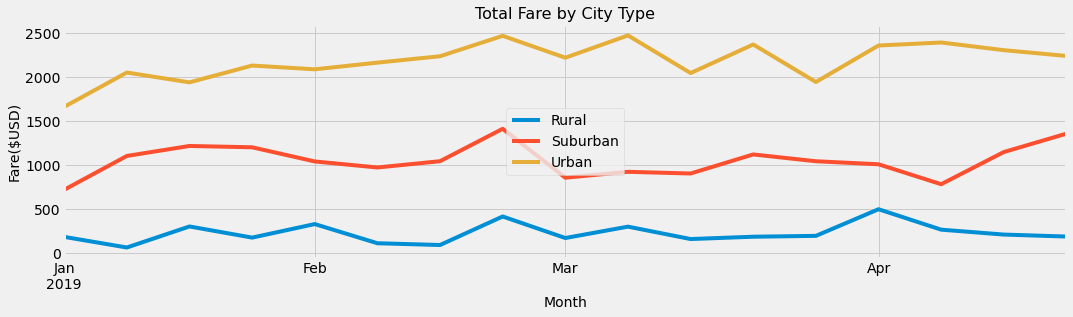 Total Fare by City Type
Fare($USD)
2500
2000
1500
1000
500
0
Rural
Suburban
Urban
Jan
2019
Feb
Mar
Apr
Month